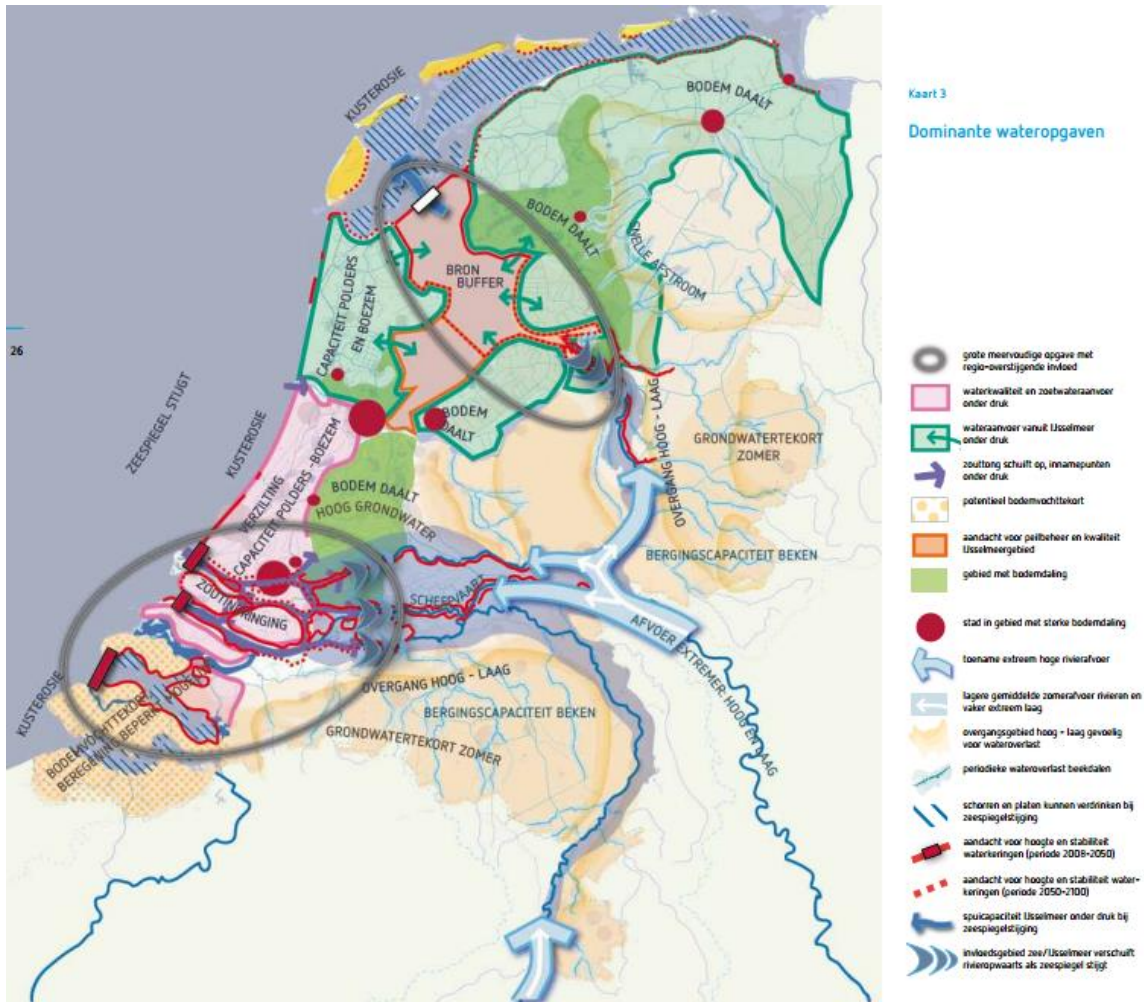 Kaart 3
Dominante wateropgaven
26
KUSTEROSIE
BODEM DAALT
BODEM DAALT
SNELLE AFSTROOM
BRON
BUFFER
CAPACITEIT POLDERS
EN BOEZEM
ZEESPIEGEL STIJGT
KUSTEROSIE
BODEM
DAALT
OVERGANG HOOG - LAAG
GRONDWATERTEKORT
ZOMER
VERZILTING
CAPACITEIT POLDERS - BOEZEM
BODEM DAALT
HOOG GRONDWATER
BERGINGSCAPACITEIT BEKEN
SCHEEPVAART
ZOUTINDRINGING
AFVOER EXTREMER: HOOG EN LAAG
KUSTEROSIE
BODEMVOCHTTEKORT
BEREGENING BEPERKT MOGELIJK
OVERGANG HOOG - LAAG
BERGINGSCAPACITEIT BEKEN
GRONDWATERTEKORT ZOMER
grote meervoudige opgave met
regio-overstijgende invloed
waterkwaliteit en zoetwateraanvoer
onder druk
wateraanvoer vanuit IJsselmeer
onder druk
zouttong schuift op, innamepunten
onder druk
potentieel bodemvochttekort
aandacht voor peilbeheer en kwaliteit
IJsselmeergebied
gebied met bodemdaling
stad in gebied met sterke bodemdaling
toename extreem hoge rivierafvoer
lagere gemiddelde zomerafvoer rivieren en
vaker extreem laag
overgangsgebied hoog - laag gevoelig
voor wateroverlast
periodieke wateroverlast beekdalen
schorren en platen kunnen verdrinken bij
zeespiegelstijging
aandacht voor hoogte en stabiliteit
waterkeringen (periode 2008-2050)
aandacht voor hoogte en stabiliteit water-
keringen (periode 2050-2100)
spuicapaciteit IJsselmeer onder druk bij
zeespiegelstijging
invloedsgebied zee/IJsselmeer verschuift
rivieropwaarts als zeespiegel stijgt